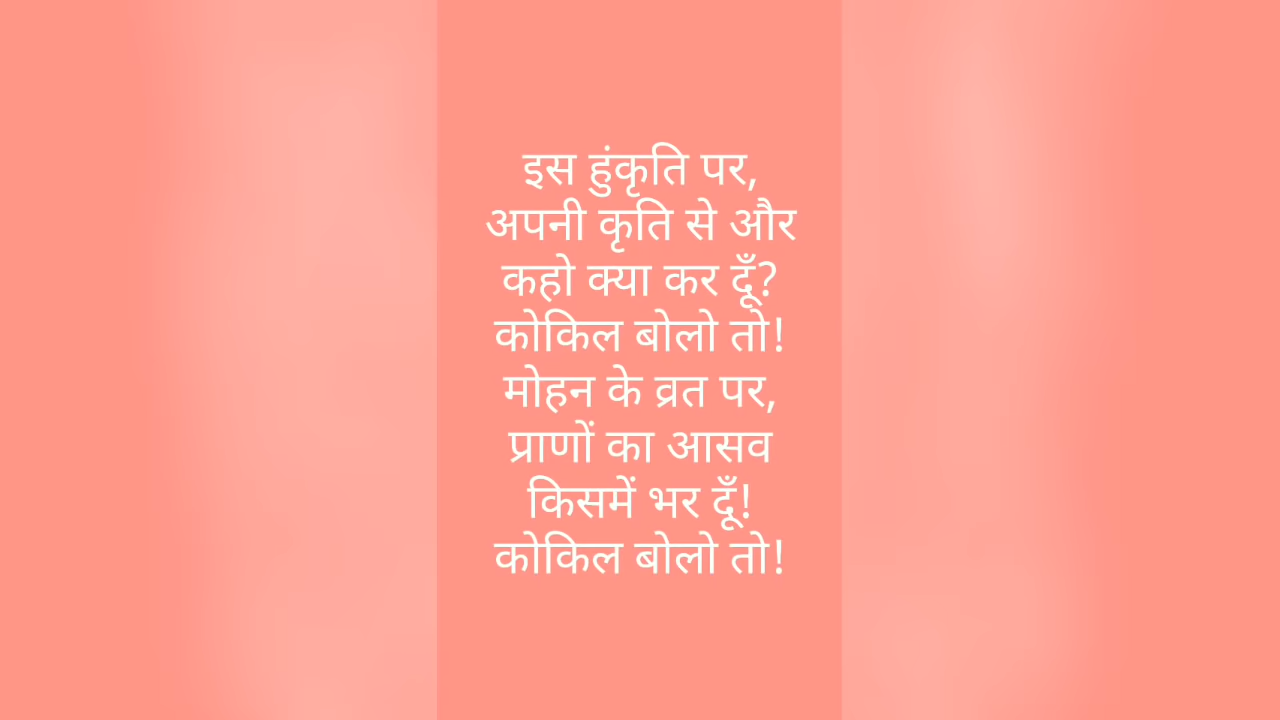 इस हुंकृति पर,
अपनी कृति से और
कहो क्या कर दूँ?
कोकिल बोलो तो!
मोहन के व्रत पर,
प्राणों का आसव
किसमें भर दूँ!
कोकिल बोलो तो!